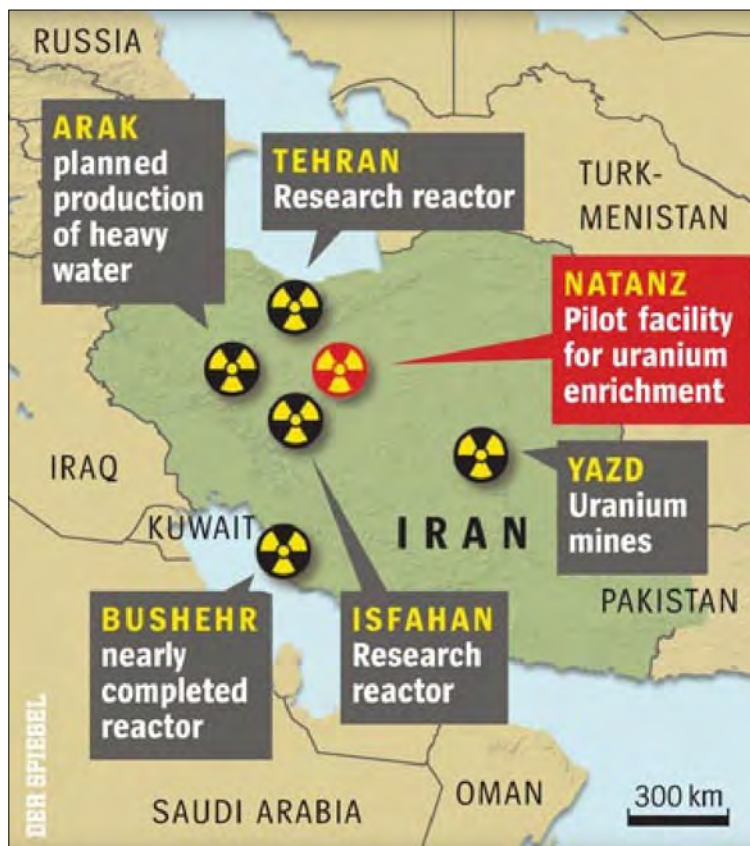 RUSSIA
ARAK
planned
production
of heavy
water
TEHRAN
Research reactor
TURK-
MENISTAN
NATANZ
Pilot facility
for uranium
enrichment
IRAQ
KUWAIT
IRAN
YAZD
Uranium
mines
PAKISTAN
BUSHEHR
nearly
completed
reactor
ISFAHAN
Research
reactor
DER SPIEGEL
SAUDI ARABIA
OMAN
300 km